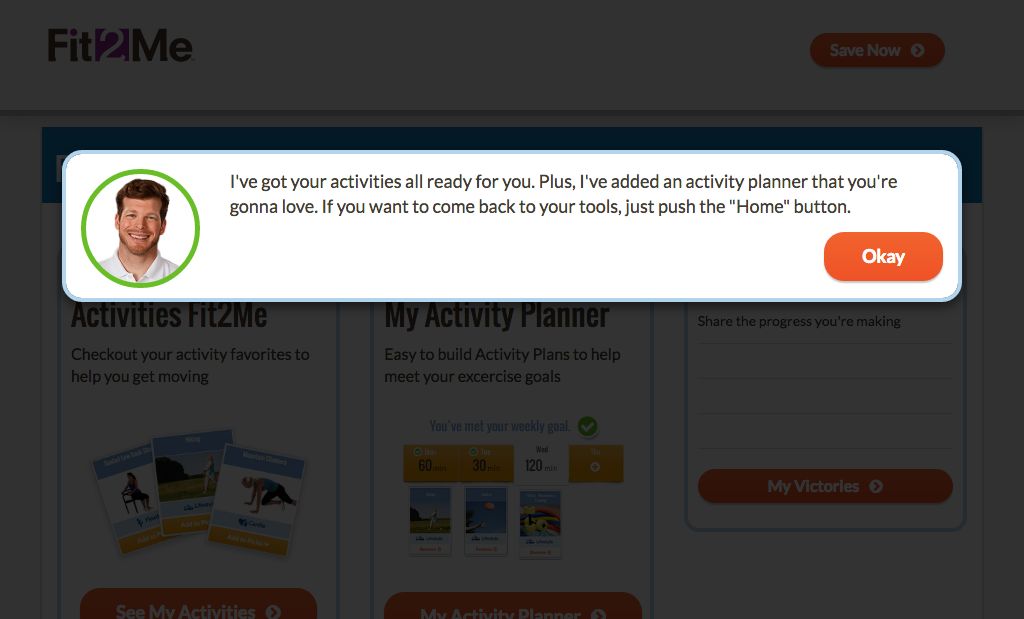 Fit2Me
Save Now
I've got your activities all ready for you. Plus, I've added an activity planner that you're
gonna love. If you want to come back to your tools, just push the "Home" button.
Okay
Activities Fit2Me
Checkout your activity favorites to
help you get moving
See My Activities
My Activity Planner
Easy to build Activity Plans to help
meet your excercise goals
You've met your weekly goal.
Mon Tue Wed Thu
60 min 30 min 120 min
My Activity Planner
Share the progress you're making
My Victories